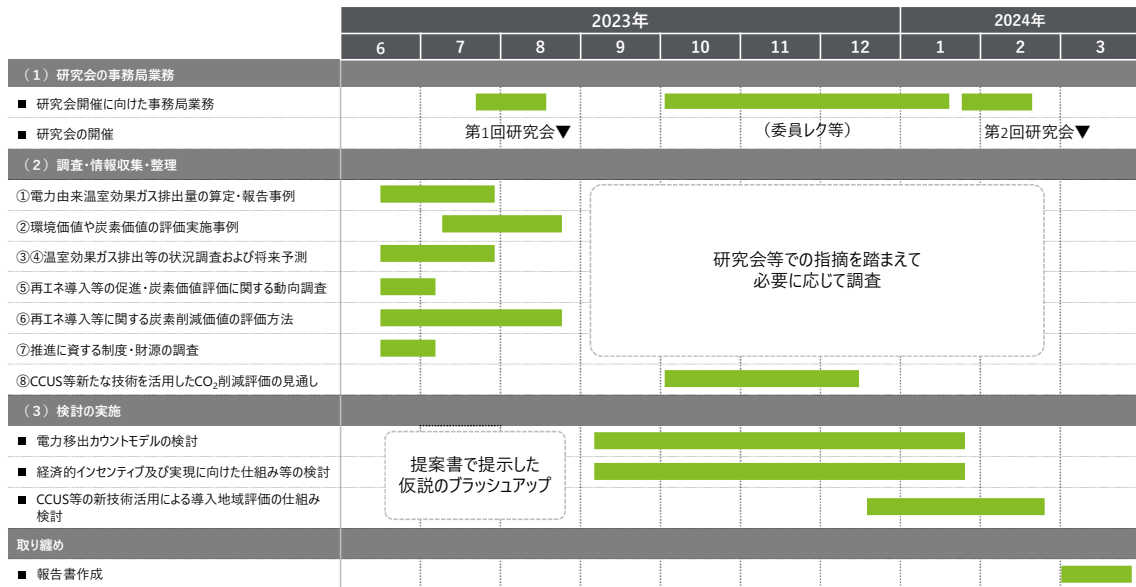 2023年
2024年
6
7
8
9
10
11
12
1
2
3
（１）研究会の事務局業務
■ 研究会開催に向けた事務局業務
■ 研究会の開催
第1回研究会▼
（委員レク等）
第2回研究会▼
（２）調査・情報収集・整理
①電力由来温室効果ガス排出量の算定・報告事例
②環境価値や炭素価値の評価実施事例
③④温室効果ガス排出等の状況調査および将来予測
⑤再エネ導入等の促進・炭素価値評価に関する動向調査
⑥再エネ導入等に関する炭素削減価値の評価方法
⑦推進に資する制度・財源の調査
⑧CCUS等新たな技術を活用したCO₂削減評価の見通し
研究会等での指摘を踏まえて
必要に応じて調査
（３）検討の実施
■ 電力移出カウントモデルの検討
■ 経済的インセンティブ及び実現に向けた仕組み等の検討
■ CCUS等の新技術活用による導入地域評価の仕組み
検討
提案書で提示した
仮説のブラッシュアップ
取り纏め
■ 報告書作成